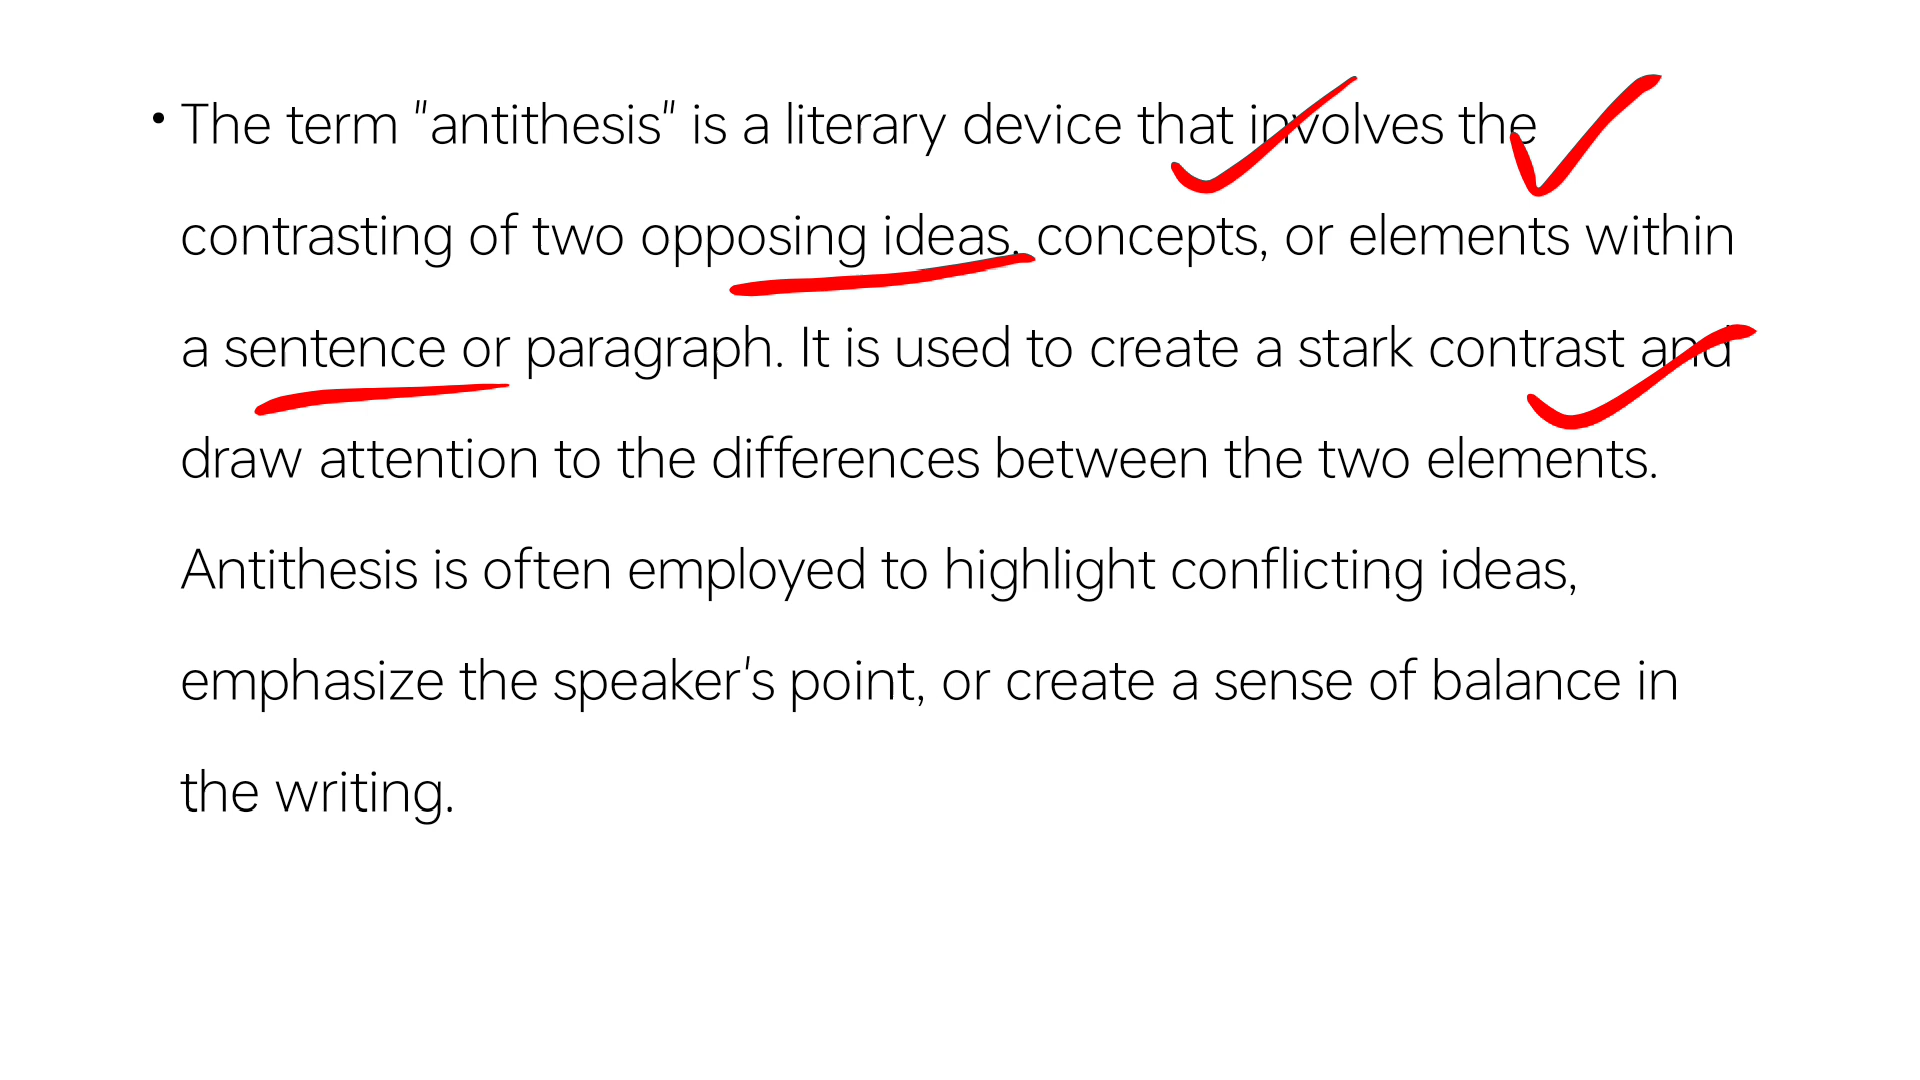 • The term "antithesis" is a literary device that involves the
contrasting of two opposing ideas, concepts, or elements within
a sentence or paragraph. It is used to create a stark contrast and
draw attention to the differences between the two elements.
Antithesis is often employed to highlight conflicting ideas,
emphasize the speaker's point, or create a sense of balance in
the writing.